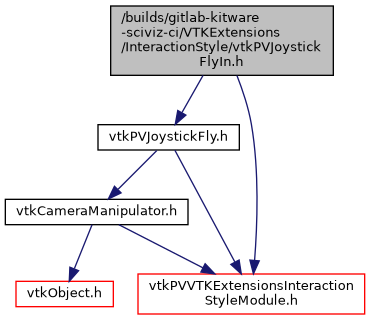 /builds/gitlab-kitware
-sciviz-ci/VTKExtensions
/InteractionStyle/vtkPVJoystick
FlyIn.h
vtkPVJoystickFly.h
vtkCameraManipulator.h
vtkObject.h
vtkPVVTKExtensionsInteraction
StyleModule.h